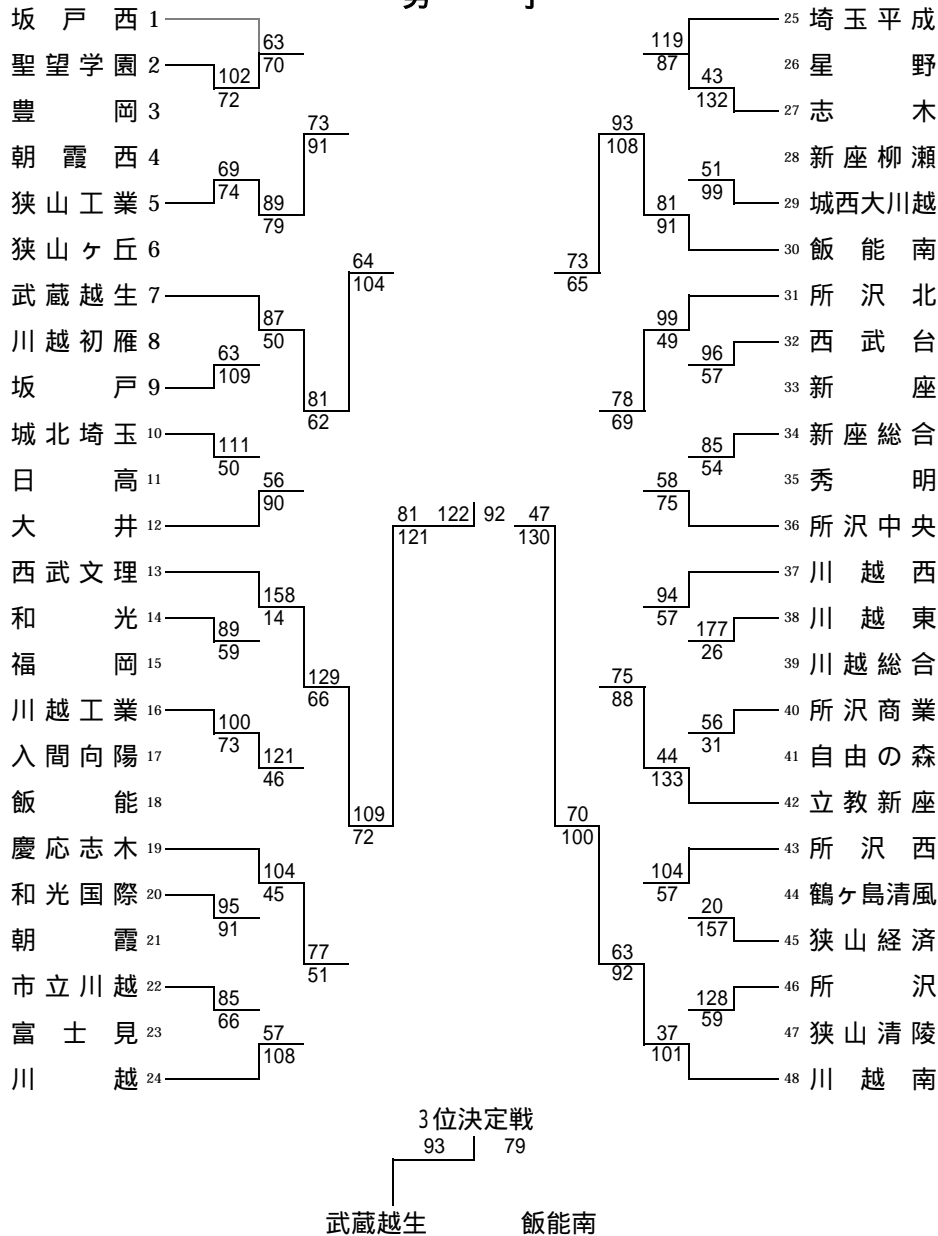 坂戸西 1 25 埼玉平成
63 119
聖望学園 2 70 87 26 星野
102 43
72 132
豊岡 3 27 志木
73 93
91 108
朝霞西 4 28 新座柳瀬
69 51
74 99
狭山工業 5 89 81 29 城西大川越
79 91
狭山ヶ丘 6 30 飯能南
64 73
104 65
武蔵越生 7 31 所沢北
87 99
50 49
川越初雁 8 32 西武台
63 96
109 57
坂戸 9 33 新座
81 78
62 69
城北埼玉 10 34 新座総合
111 85
50 54
日高 11 56 58 35 秀明
90 75
大井 12 81 122 92 47 36 所沢中央
121 130
西武文理 13 37 川越西
158 94
14 57
和光 14 38 川越東
89 177
59 26
福岡 15 39 川越総合
129 75
66 88
川越工業 16 40 所沢商業
100 56
73 31
入間向陽 17 121 44 41 自由の森
46 133
飯能 18 42 立教新座
109 70
72 100
慶応志木 19 43 所沢西
104 104
45 57
和光国際 20 44 鶴ヶ島清風
95 20
91 157
朝霞 21 45 狭山経済
77 63
51 92
市立川越 22 46 所沢
85 128
66 59
富士見 23 57 37 47 狭山清陵
108 101
川越 24 48 川越南
3位決定戦
93 79
武蔵越生 飯能南